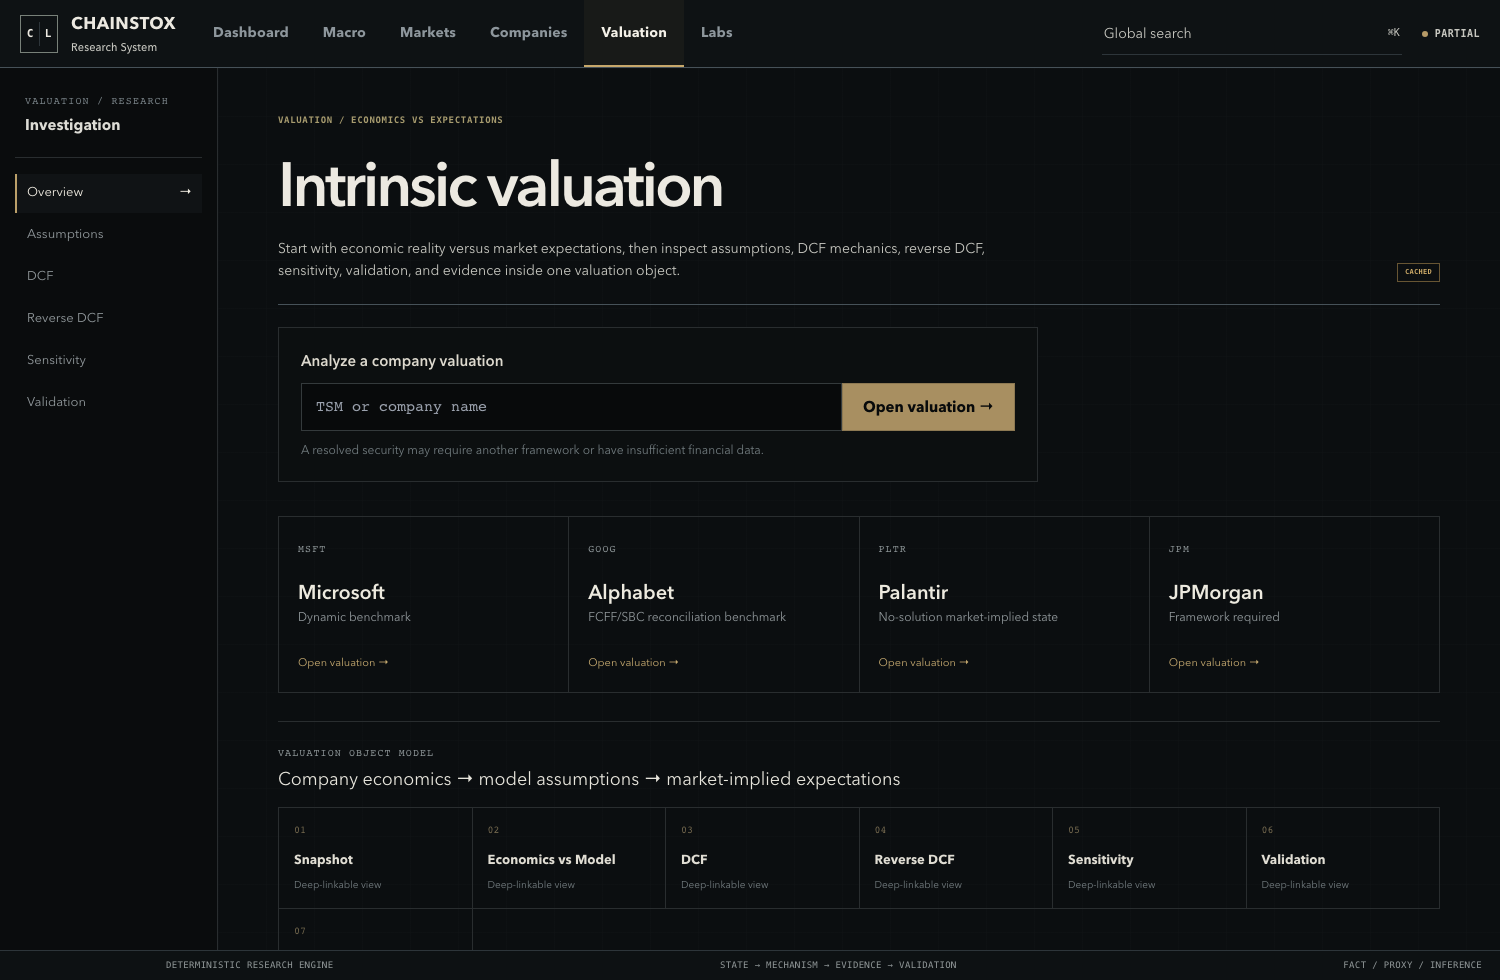 C L
CHAINSTOX
Research System
Dashboard
Macro
Markets
Companies
Valuation
Labs
Global search
⌘K
PARTIAL
VALUATION / RESEARCH
Investigation
Overview →
Assumptions
DCF
Reverse DCF
Sensitivity
Validation
VALUATION / ECONOMICS VS EXPECTATIONS
Intrinsic valuation
Start with economic reality versus market expectations, then inspect assumptions, DCF mechanics, reverse DCF,
sensitivity, validation, and evidence inside one valuation object.
CACHED
Analyze a company valuation
TSM or company name
Open valuation →
A resolved security may require another framework or have insufficient financial data.
MSFT
Microsoft
Dynamic benchmark
Open valuation →
GOOG
Alphabet
FCFF/SBC reconciliation benchmark
Open valuation →
PLTR
Palantir
No-solution market-implied state
Open valuation →
JPM
JPMorgan
Framework required
Open valuation →
VALUATION OBJECT MODEL
Company economics → model assumptions → market-implied expectations
01
Snapshot
Deep-linkable view
02
Economics vs Model
Deep-linkable view
03
DCF
Deep-linkable view
04
Reverse DCF
Deep-linkable view
05
Sensitivity
Deep-linkable view
06
Validation
Deep-linkable view
07
DETERMINISTIC RESEARCH ENGINE
STATE → MECHANISM → EVIDENCE → VALIDATION
FACT / PROXY / INFERENCE